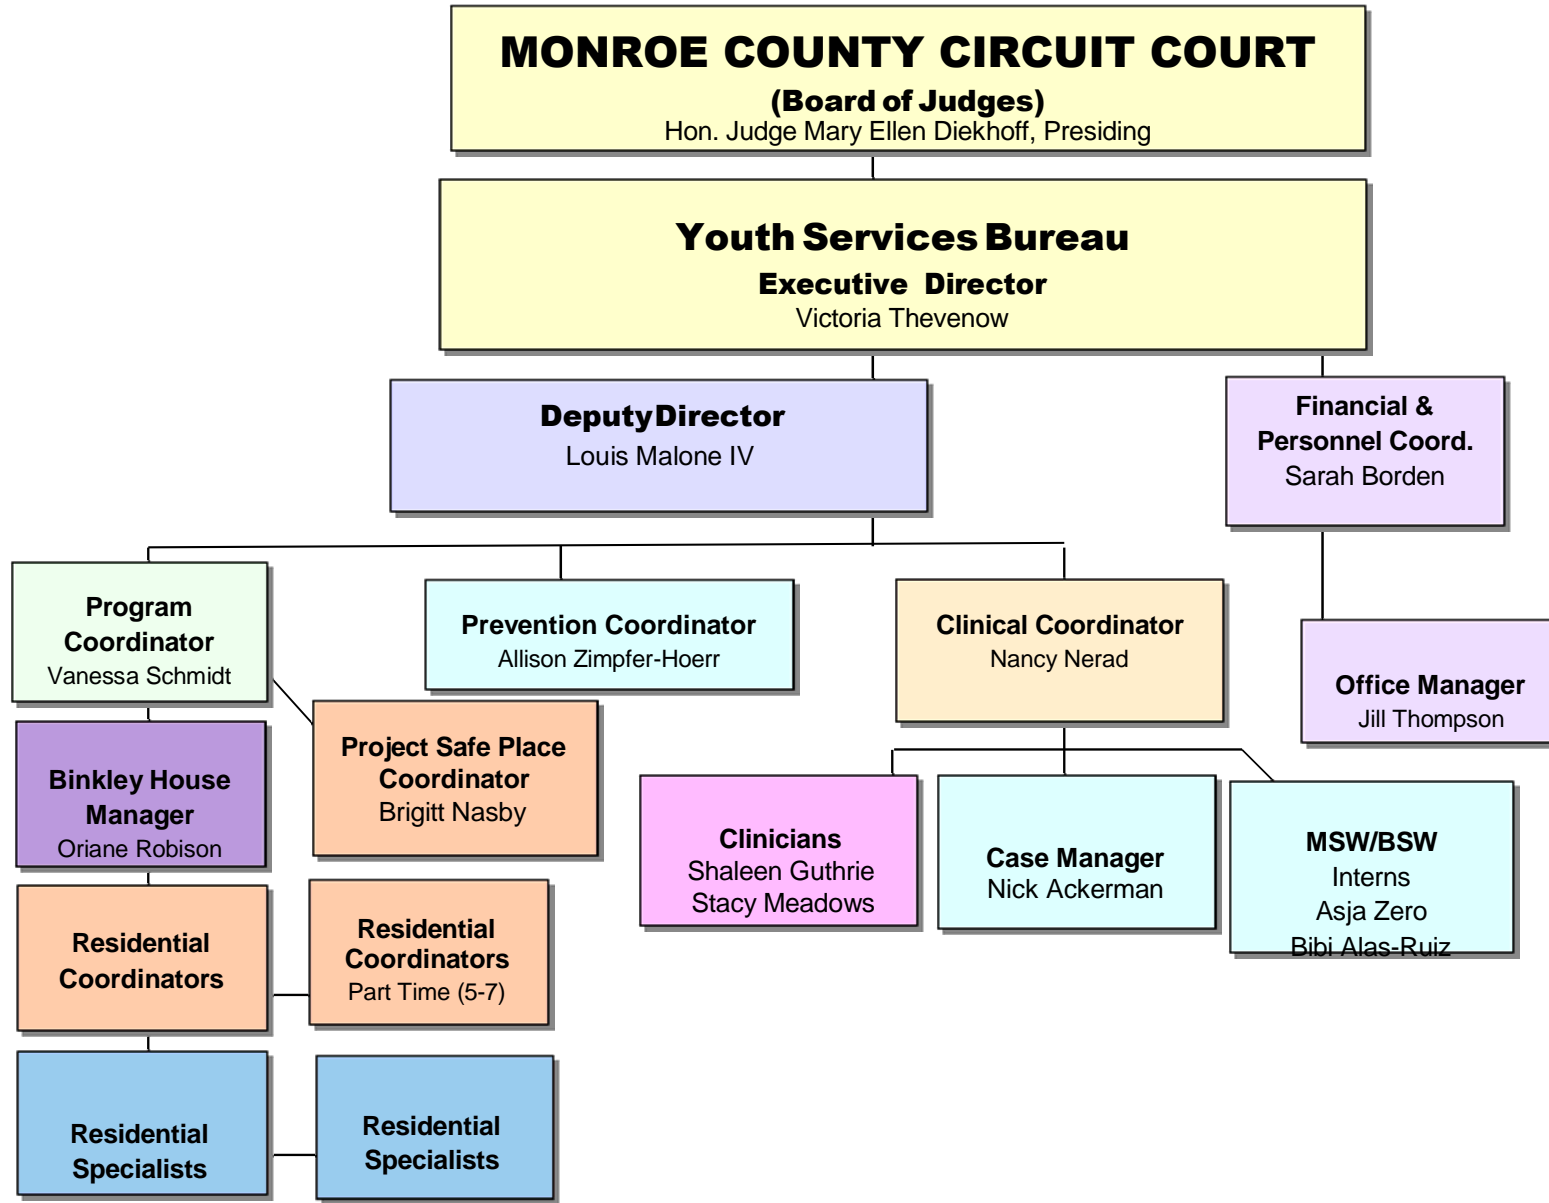 MONROE COUNTY CIRCUIT COURT
(Board of Judges)
Hon. Judge Mary Ellen Diekhoff, Presiding
Youth Services Bureau
Executive Director
Victoria Thevenow
Deputy Director
Louis Malone IV
Financial &
Personnel Coord.
Sarah Borden
Program
Coordinator
Vanessa Schmidt
Prevention Coordinator
Allison Zimpfer-Hoerr
Clinical Coordinator
Nancy Nerad
Office Manager
Jill Thompson
Binkley House
Manager
Oriane Robison
Project Safe Place
Coordinator
Brigitt Nasby
Clinicians
Shaleen Guthrie
Stacy Meadows
Case Manager
Nick Ackerman
MSW/BSW
Interns
Asja Zero
Bibi Alas-Ruiz
Residential
Coordinators
Residential
Coordinators
Part Time (5-7)
Residential
Specialists
Residential
Specialists